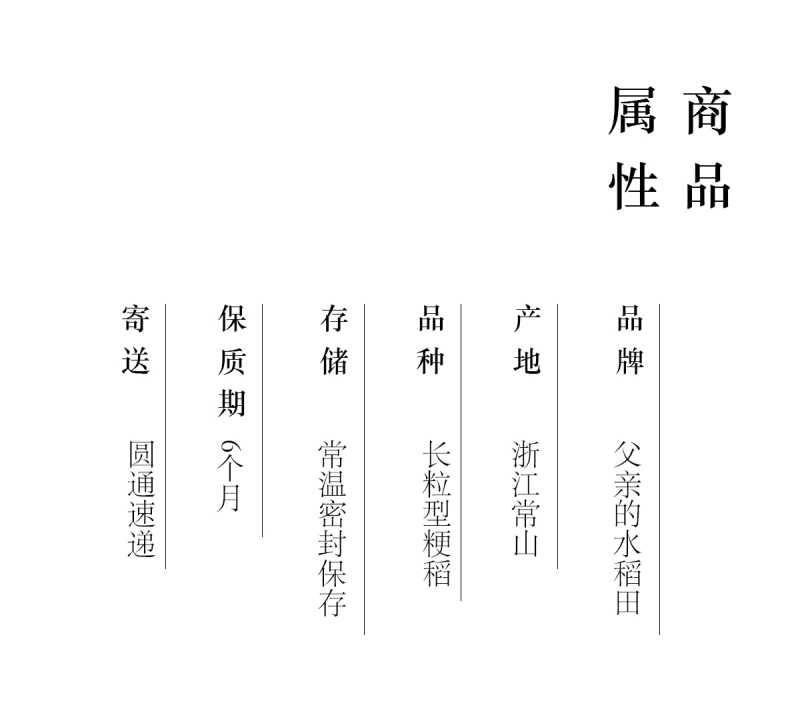 商品
属性
品牌
父亲的水稻田
产地
浙江常山
品种
长粒型粳稻
存储
常温密封保存
保质期
6个月
寄送
圆通速递